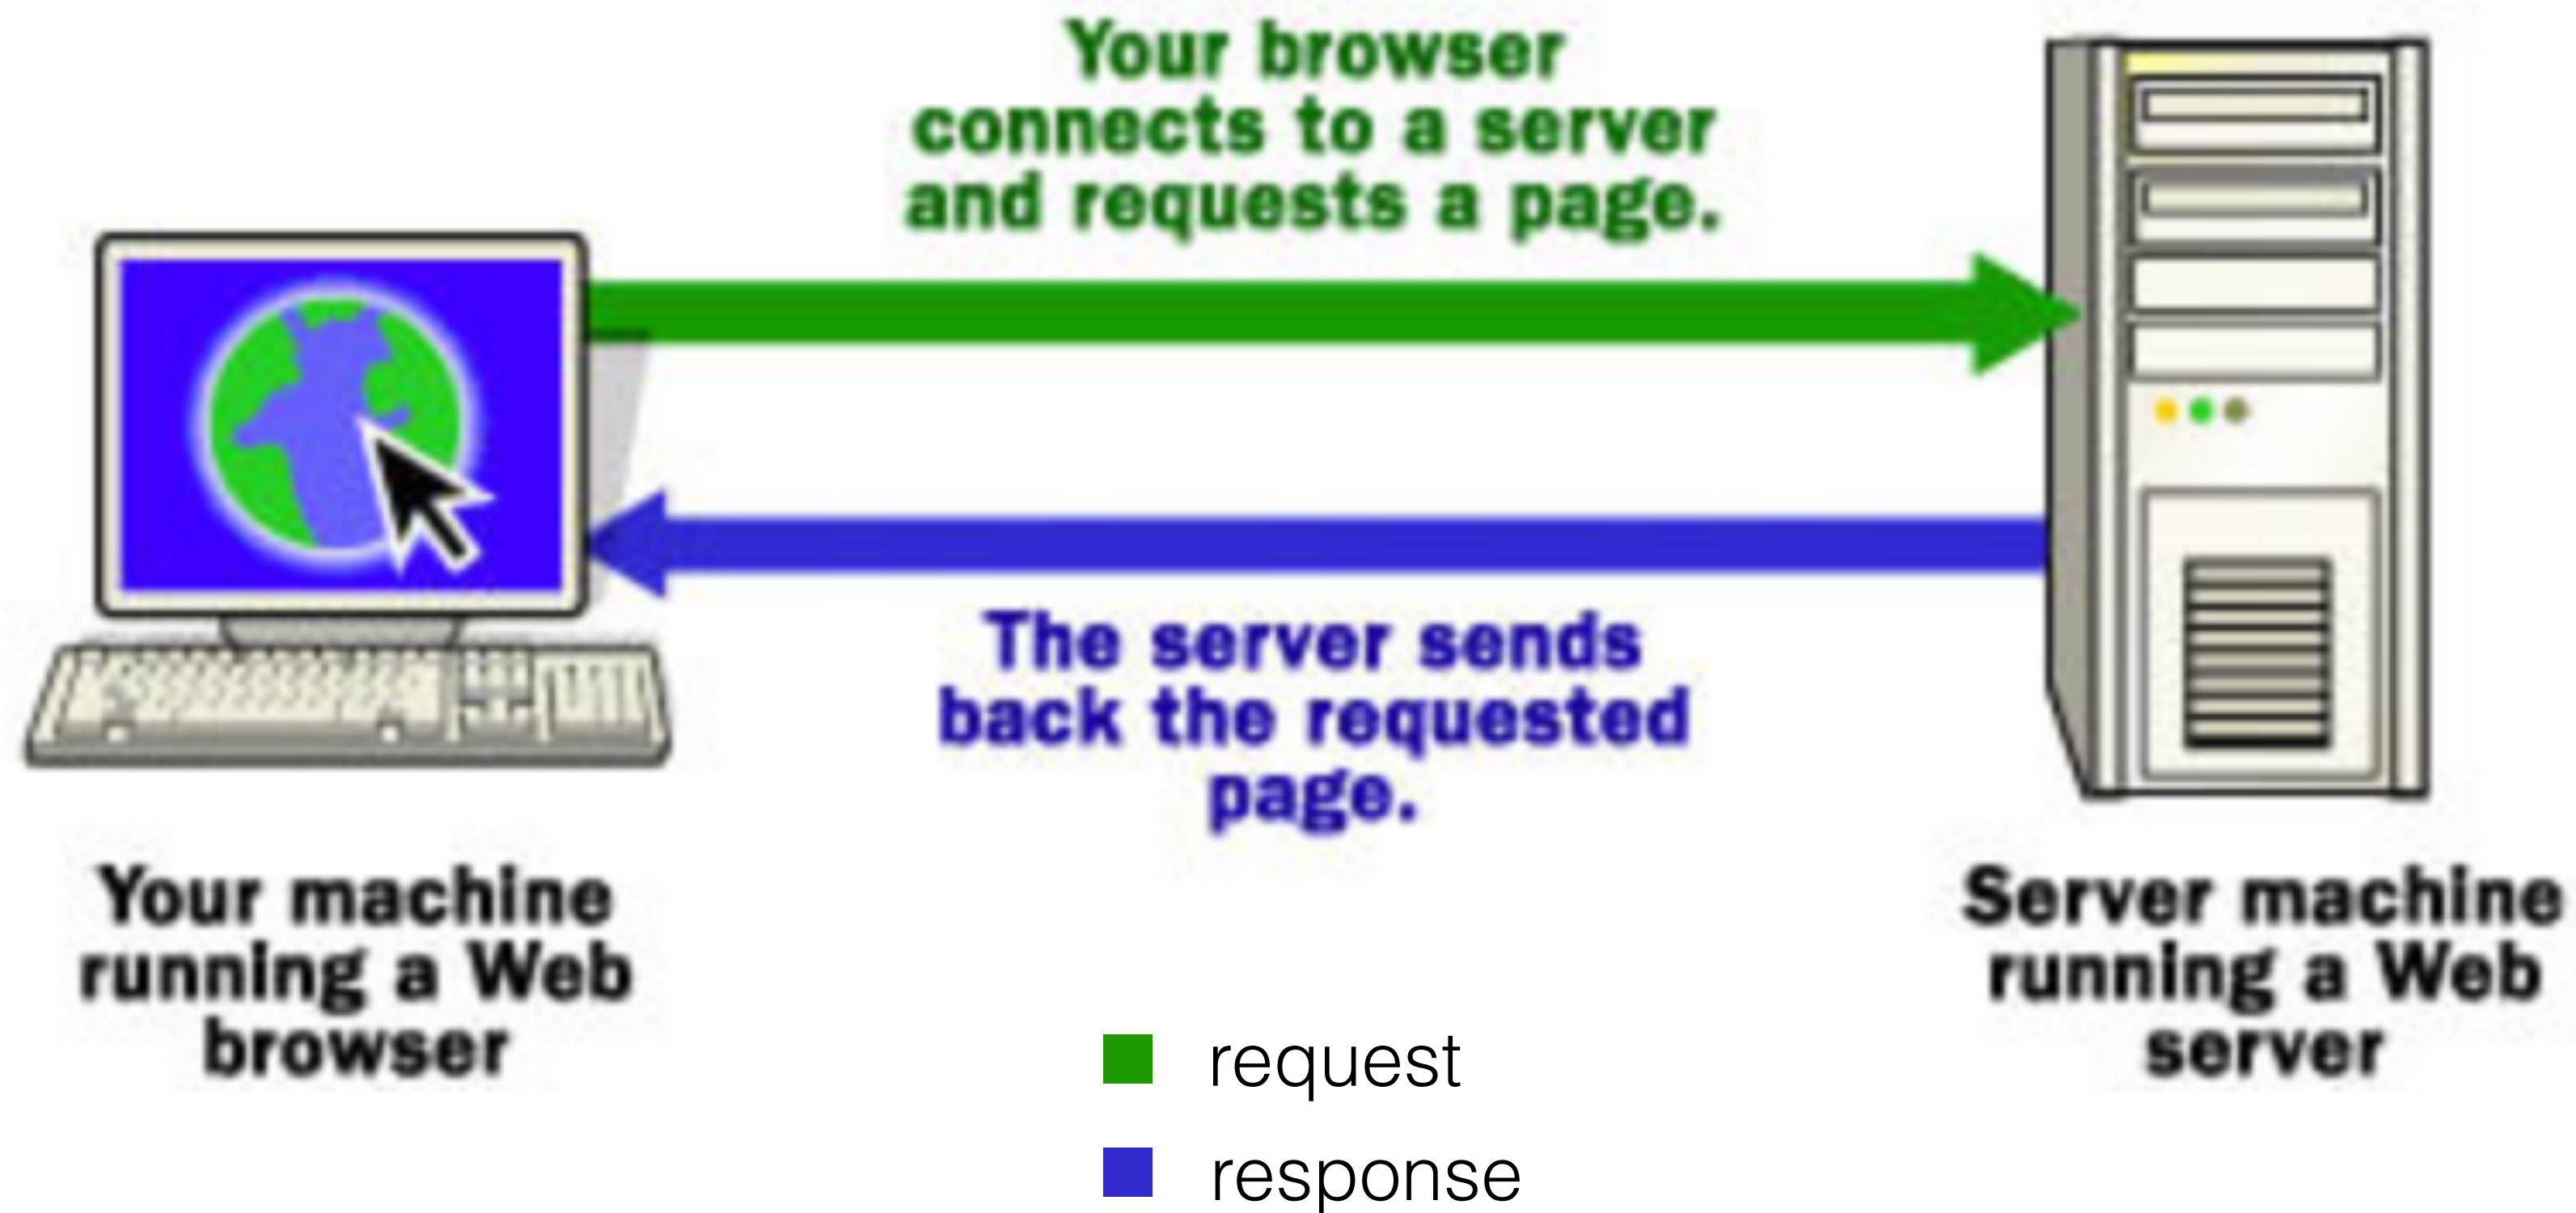 Your browser
connects to a server
and requests a page.
The server sends
back the requested
page.
Your machine
running a Web
browser
Server machine
running a Web
server
request
response